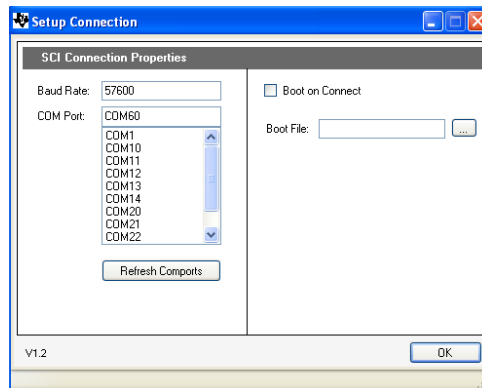 Setup Connection
SCI Connection Properties
Baud Rate: 57600
COM Port: COM60
COM1
COM10
COM11
COM12
COM13
COM14
COM20
COM21
COM22
Refresh Comports
Boot on Connect
Boot File: ...
V1.2
OK